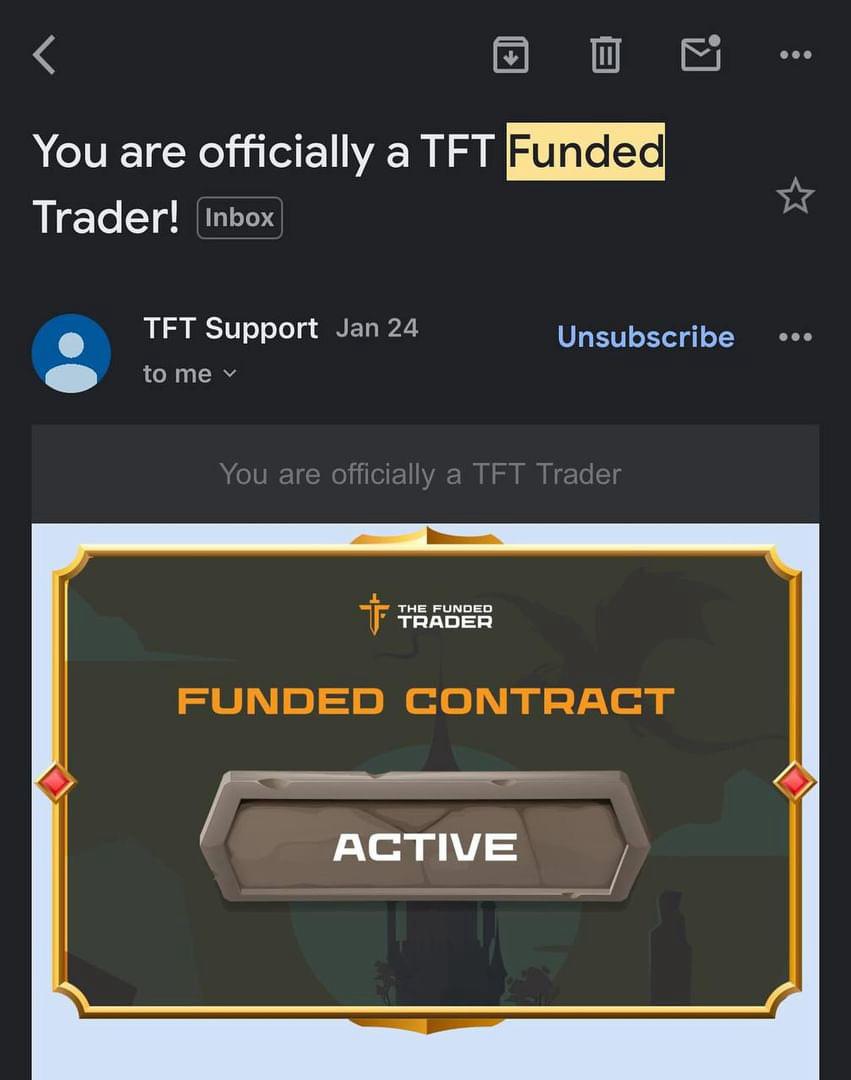 You are officially a TFT Funded
Trader! Inbox
TFT Support Jan 24
Unsubscribe
to me
You are officially a TFT Trader
THE FUNDED
TRADER
FUNDED CONTRACT
ACTIVE